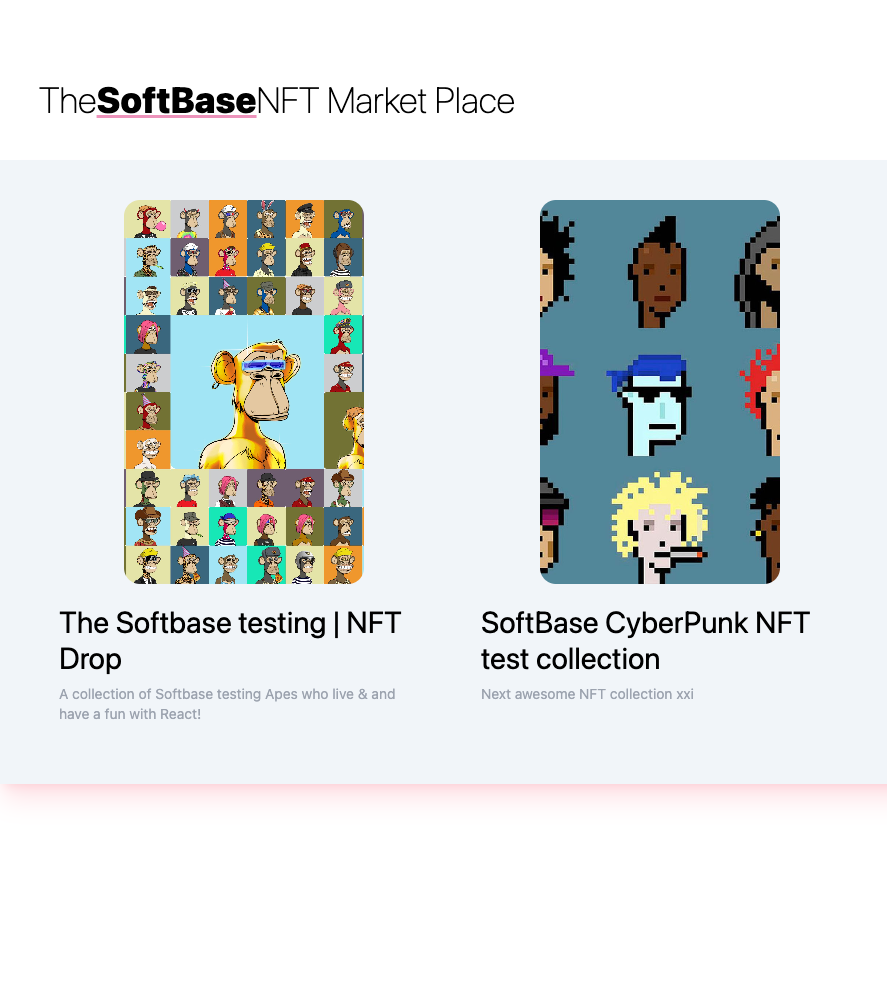 TheSoftBaseNFT Market Place
The Softbase testing | NFT
Drop
A collection of Softbase testing Apes who live & and
have a fun with React!
SoftBase CyberPunk NFT
test collection
Next awesome NFT collection xxi